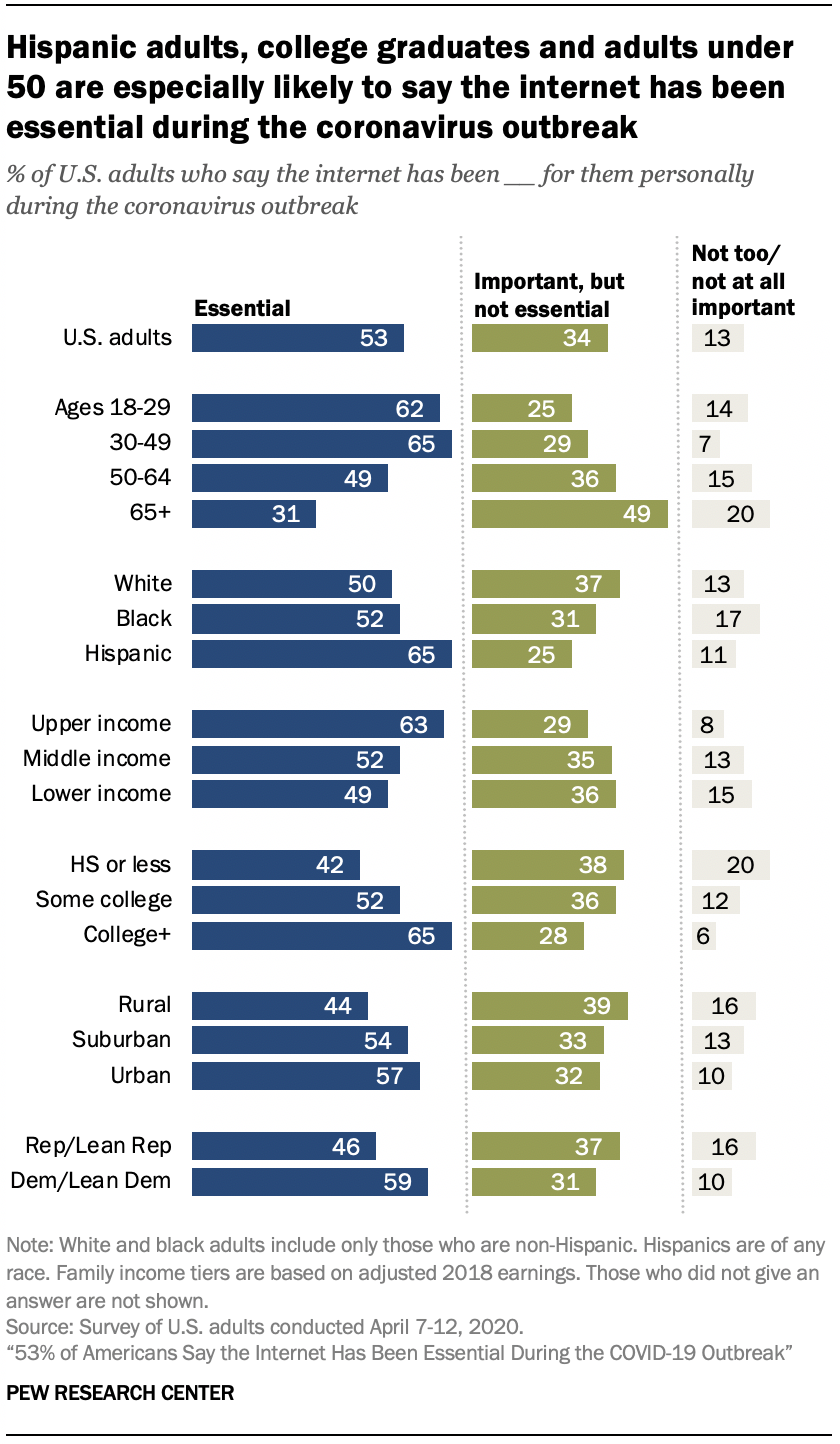 Hispanic adults, college graduates and adults under
50 are especially likely to say the internet has been
essential during the coronavirus outbreak
% of U.S. adults who say the internet has been __ for them personally
during the coronavirus outbreak
Essential
Important, but
not essential
Not too/
not at all
important
U.S. adults 53 34 13
Ages 18-29 62 25 14
30-49 65 29 7
50-64 49 36 15
65+ 31 49 20
White 50 37 13
Black 52 31 17
Hispanic 65 25 11
Upper income 63 29 8
Middle income 52 35 13
Lower income 49 36 15
HS or less 42 38 20
Some college 52 36 12
College+ 65 28 6
Rural 44 39 16
Suburban 54 33 13
Urban 57 32 10
Rep/Lean Rep 46 37 16
Dem/Lean Dem 59 31 10
Note: White and black adults include only those who are non-Hispanic. Hispanics are of any
race. Family income tiers are based on adjusted 2018 earnings. Those who did not give an
answer are not shown.
Source: Survey of U.S. adults conducted April 7-12, 2020.
“53% of Americans Say the Internet Has Been Essential During the COVID-19 Outbreak”
PEW RESEARCH CENTER